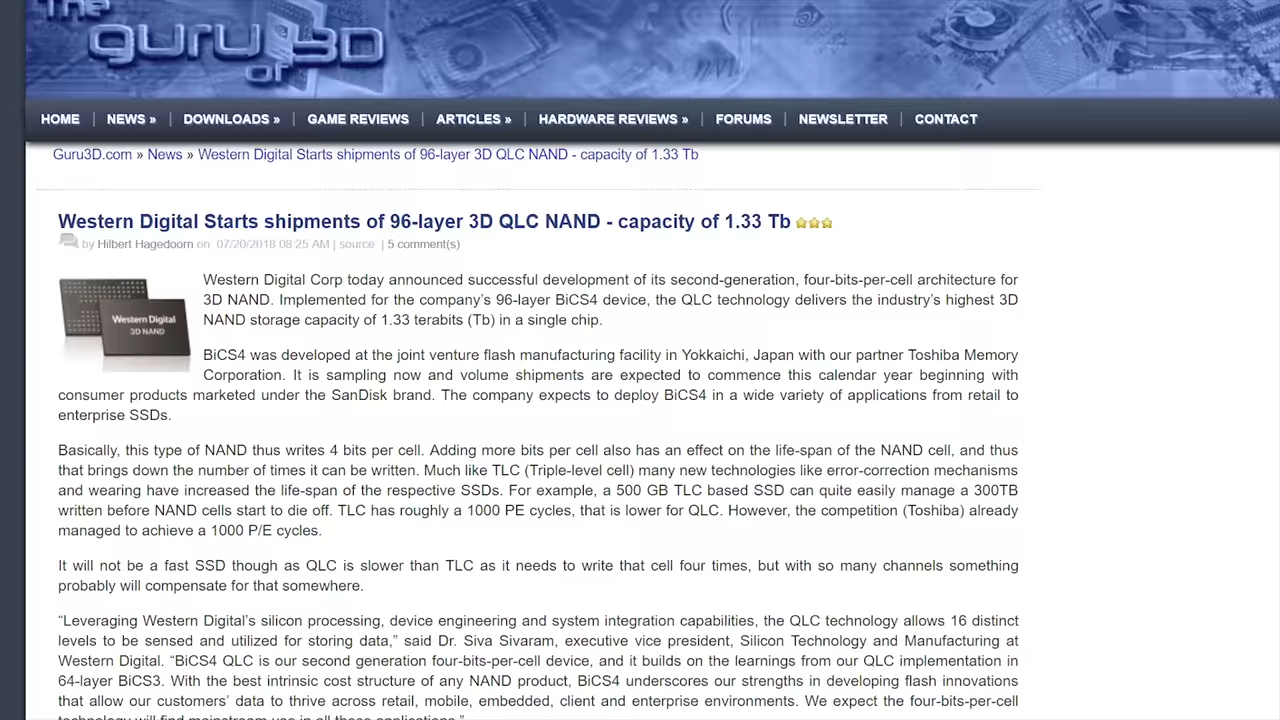 The
guru
of 3D
HOME | NEWS » | DOWNLOADS » | GAME REVIEWS | ARTICLES » | HARDWARE REVIEWS » | FORUMS | NEWSLETTER | CONTACT
Guru3D.com » News » Western Digital Starts shipments of 96-layer 3D QLC NAND - capacity of 1.33 Tb
Western Digital Starts shipments of 96-layer 3D QLC NAND - capacity of 1.33 Tb
by Hilbert Hagedoorn on 07/20/2018 08:25 AM | source | 5 comment(s)
Western Digital
3D NAND
Western Digital Corp today announced successful development of its second-generation, four-bits-per-cell architecture for
3D NAND. Implemented for the company's 96-layer BiCS4 device, the QLC technology delivers the industry's highest 3D
NAND storage capacity of 1.33 terabits (Tb) in a single chip.
BiCS4 was developed at the joint venture flash manufacturing facility in Yokkaichi, Japan with our partner Toshiba Memory
Corporation. It is sampling now and volume shipments are expected to commence this calendar year beginning with
consumer products marketed under the SanDisk brand. The company expects to deploy BiCS4 in a wide variety of applications from retail to
enterprise SSDs.
Basically, this type of NAND thus writes 4 bits per cell. Adding more bits per cell also has an effect on the life-span of the NAND cell, and thus
that brings down the number of times it can be written. Much like TLC (Triple-level cell) many new technologies like error-correction mechanisms
and wearing have increased the life-span of the respective SSDs. For example, a 500 GB TLC based SSD can quite easily manage a 300TB
written before NAND cells start to die off. TLC has roughly a 1000 PE cycles, that is lower for QLC. However, the competition (Toshiba) already
managed to achieve a 1000 P/E cycles.
It will not be a fast SSD though as QLC is slower than TLC as it needs to write that cell four times, but with so many channels something
probably will compensate for that somewhere.
“Leveraging Western Digital’s silicon processing, device engineering and system integration capabilities, the QLC technology allows 16 distinct
levels to be sensed and utilized for storing data,” said Dr. Siva Sivaram, executive vice president, Silicon Technology and Manufacturing at
Western Digital. “BiCS4 QLC is our second generation four-bits-per-cell device, and it builds on the learnings from our QLC implementation in
64-layer BiCS3. With the best intrinsic cost structure of any NAND product, BiCS4 underscores our strengths in developing flash innovations
that allow our customers’ data to thrive across retail, mobile, embedded, client and enterprise environments. We expect the four-bits-per-cell
technology will find mainstream use in all these applications.”